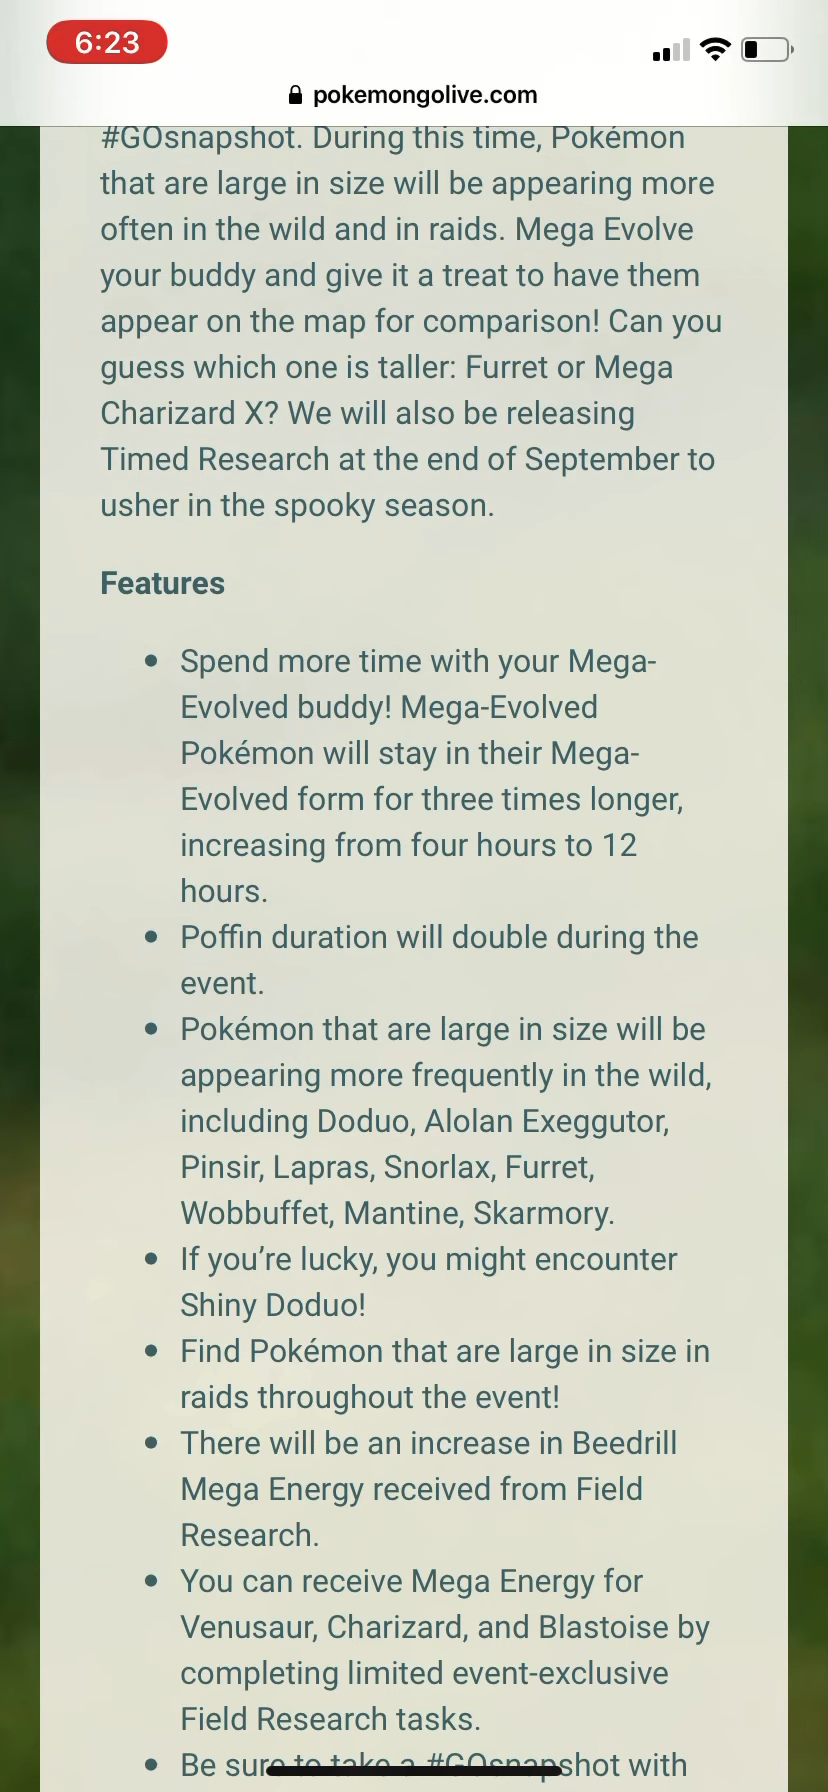 6:23
pokemongolive.com
#GOsnapshot. During this time, Pokémon
that are large in size will be appearing more
often in the wild and in raids. Mega Evolve
your buddy and give it a treat to have them
appear on the map for comparison! Can you
guess which one is taller: Furret or Mega
Charizard X? We will also be releasing
Timed Research at the end of September to
usher in the spooky season.
Features
• Spend more time with your Mega-
Evolved buddy! Mega-Evolved
Pokémon will stay in their Mega-
Evolved form for three times longer,
increasing from four hours to 12
hours.
• Poffin duration will double during the
event.
• Pokémon that are large in size will be
appearing more frequently in the wild,
including Doduo, Alolan Exeggutor,
Pinsir, Lapras, Snorlax, Furret,
Wobbuffet, Mantine, Skarmory.
• If you’re lucky, you might encounter
Shiny Doduo!
• Find Pokémon that are large in size in
raids throughout the event!
• There will be an increase in Beedrill
Mega Energy received from Field
Research.
• You can receive Mega Energy for
Venusaur, Charizard, and Blastoise by
completing limited event-exclusive
Field Research tasks.
• Be sure to take a #GOsnapshot with